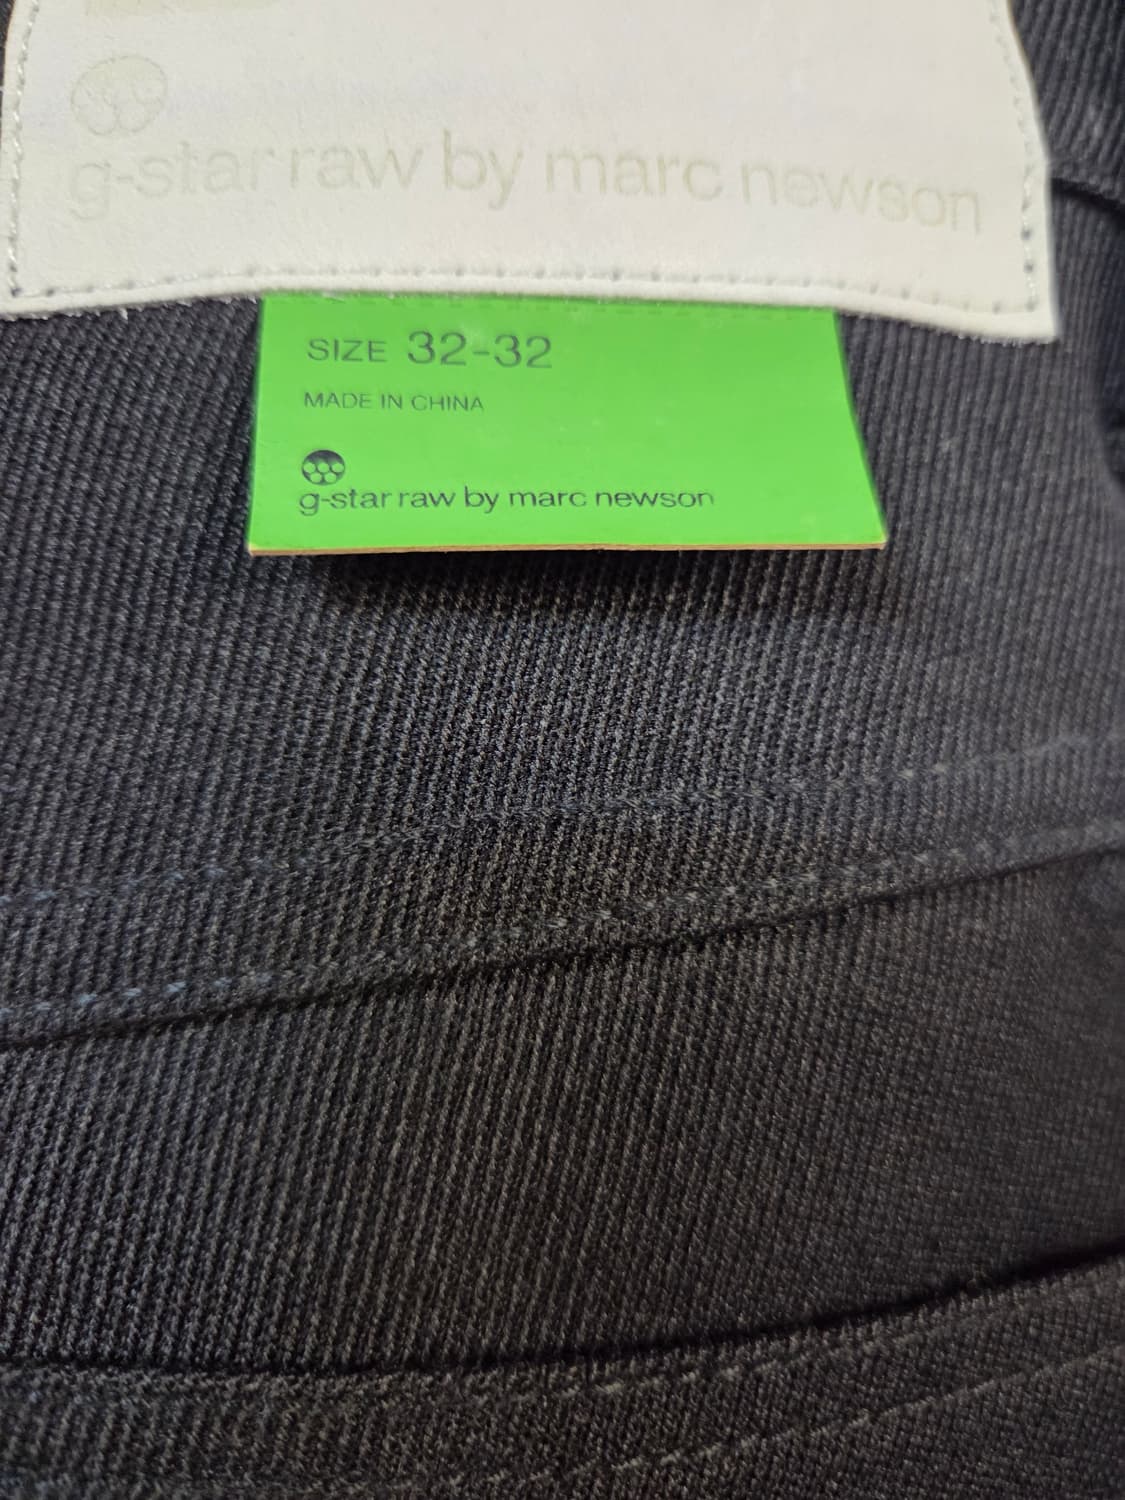 g-star raw by marc newson
SIZE 32-32
MADE IN CHINA
g-star raw by marc newson